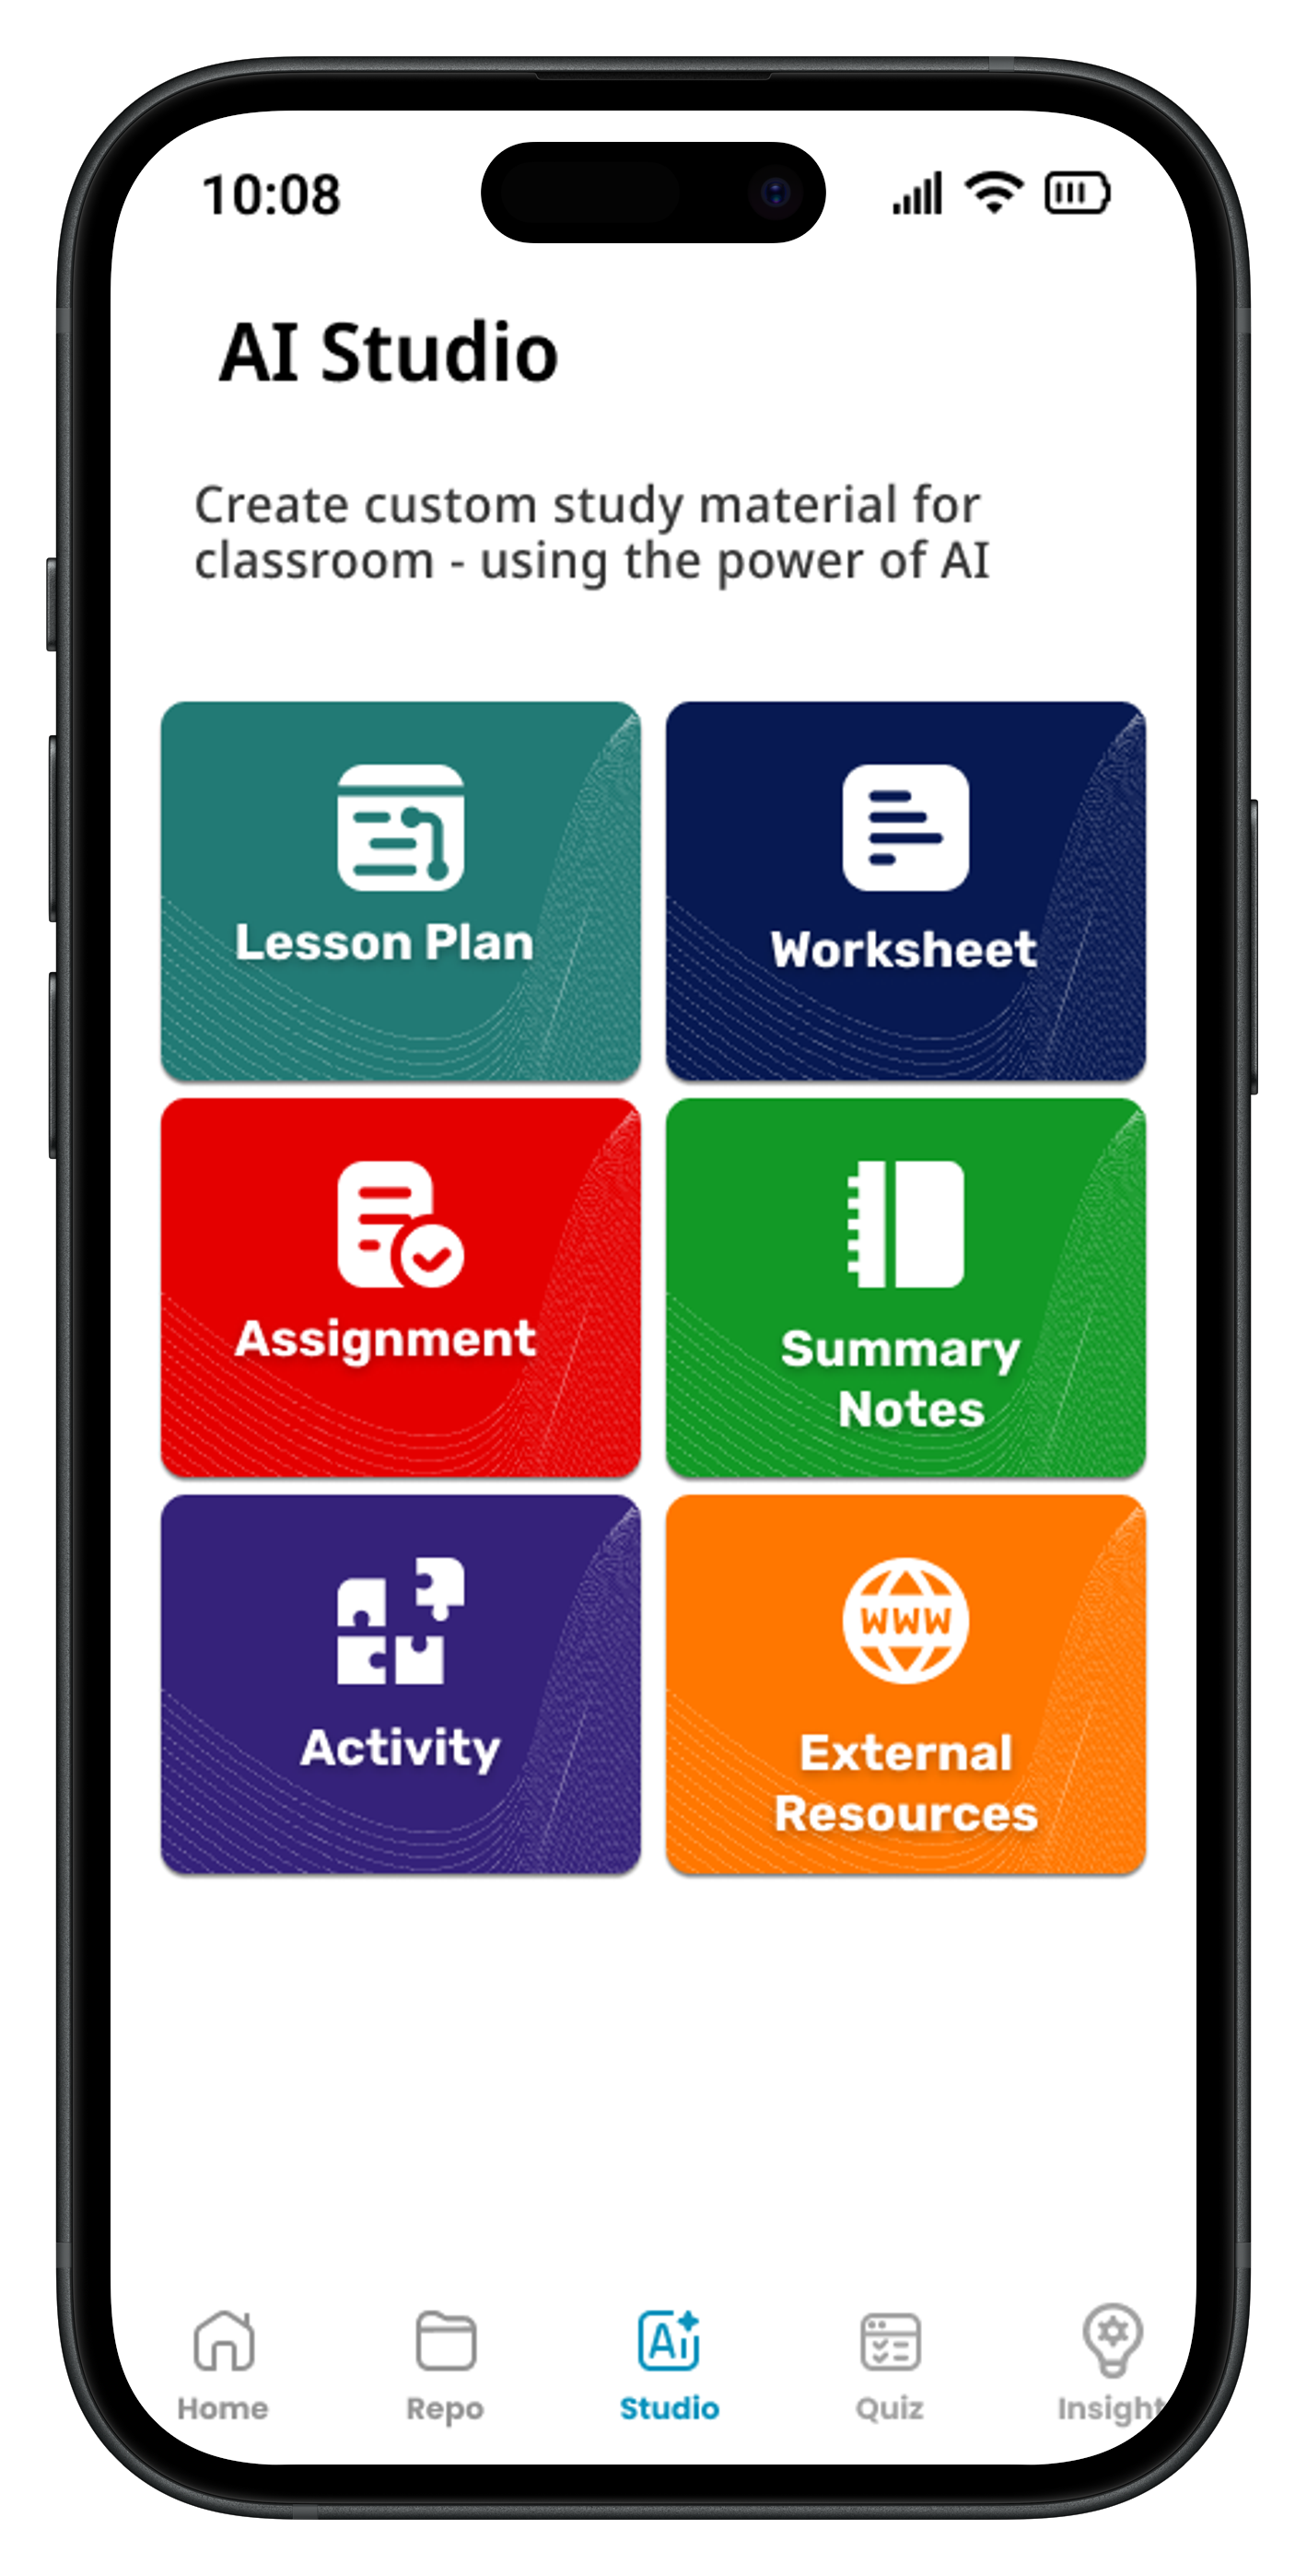 10:08
AI Studio
Create custom study material for
classroom - using the power of AI
Lesson Plan
Worksheet
Assignment
Summary
Notes
Activity
WWW
External
Resources
Home
Repo
Ai
Studio
Quiz
Insight